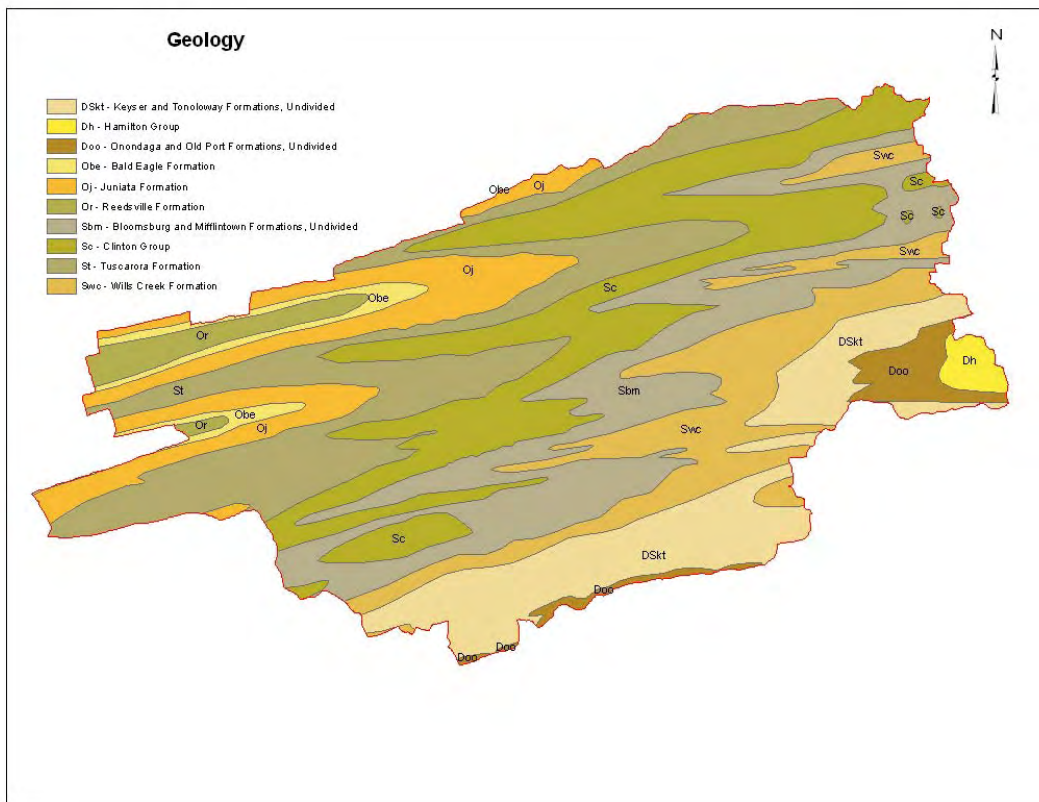 Geology
N
DSkt - Keyser and Tonoloway Formations, Undivided
Dh - Hamilton Group
Doo - Onondaga and Old Port Formations, Undivided
Obe - Bald Eagle Formation
Oj - Juniata Formation
Or - Reedsville Formation
Sbm - Bloomsburg and Mifflintown Formations, Undivided
Sc - Clinton Group
St - Tuscarora Formation
Swc - Wills Creek Formation
Swc
Sc
Obe
Oj
Sc
Sc
Swc
Oj
Sc
Obe
Or
DSkt
Dh
Doo
St
Sbm
Obe
Or
Oj
Swc
Sc
DSkt
Doo
Doo
Doo